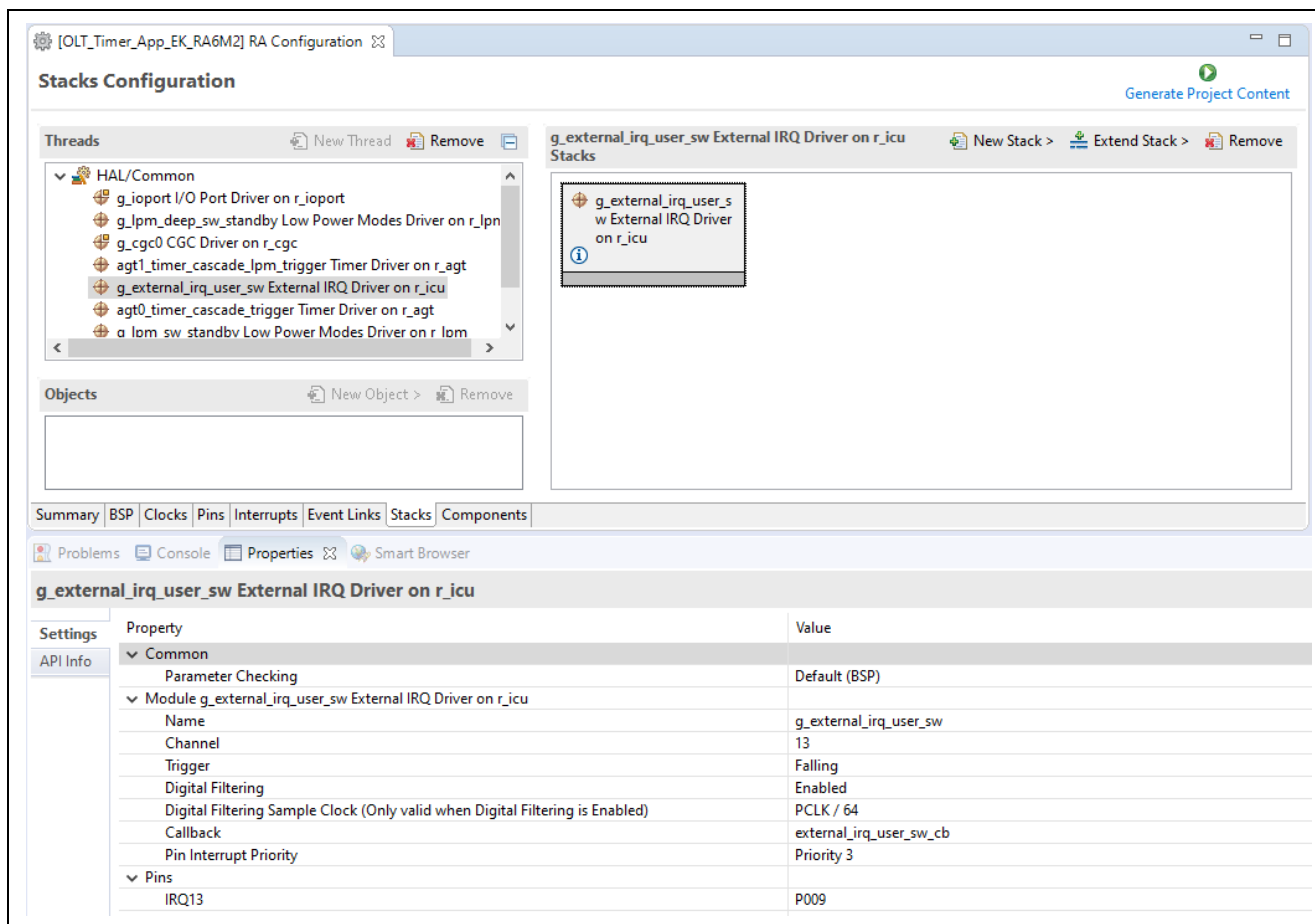 [OLT_Timer_App_EK_RA6M2] RA Configuration
Stacks Configuration
Generate Project Content
Threads
New Thread
Remove
HAL/Common
g_ioport I/O Port Driver on r_ioport
g_lpm_deep_sw_standby Low Power Modes Driver on r_lpn
g_cgc0 CGC Driver on r_cgc
agt1_timer_cascade_lpm_trigger Timer Driver on r_agt
g_external_irq_user_sw External IRQ Driver on r_icu
agt0_timer_cascade_trigger Timer Driver on r_agt
g_lpm_sw_standby Low Power Modes Driver on r_lpm
g_external_irq_user_sw External IRQ Driver on r_icu
Stacks
New Stack >
Extend Stack >
Remove
g_external_irq_user_s
w External IRQ Driver
on r_icu
Objects
New Object >
Remove
Summary BSP Clocks Pins Interrupts Event Links Stacks Components
Problems Console Properties Smart Browser
g_external_irq_user_sw External IRQ Driver on r_icu
Settings
API Info
Property Value
Common
Parameter Checking Default (BSP)
Module g_external_irq_user_sw External IRQ Driver on r_icu
Name g_external_irq_user_sw
Channel 13
Trigger Falling
Digital Filtering Enabled
Digital Filtering Sample Clock (Only valid when Digital Filtering is Enabled) PCLK / 64
Callback external_irq_user_sw_cb
Pin Interrupt Priority Priority 3
Pins
IRQ13 P009